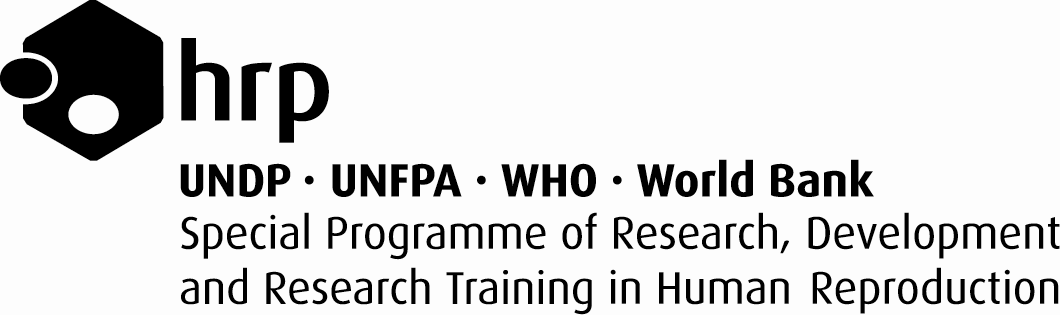 hrp
UNDP · UNFPA · WHO · World Bank
Special Programme of Research, Development
and Research Training in Human Reproduction